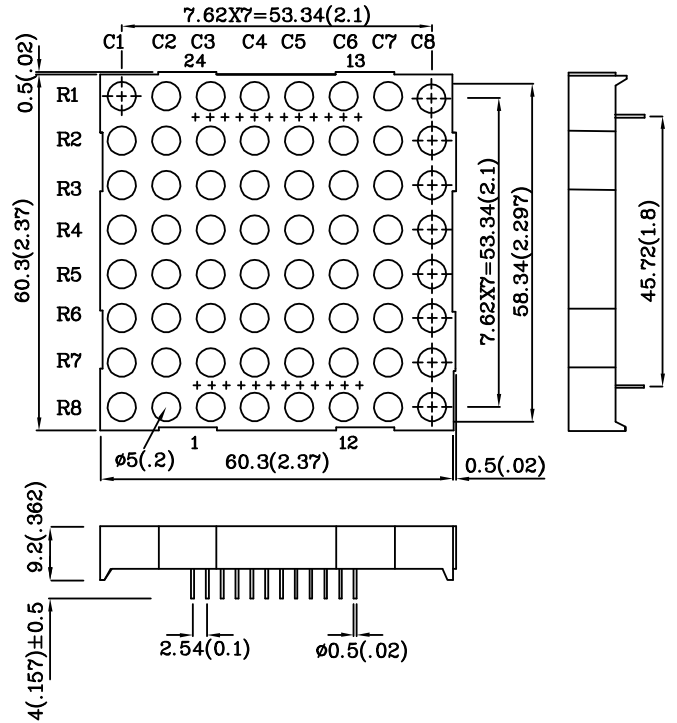 7.62X7=53.34(2.1)
C1 C2 C3 C4 C5 C6 C7 C8
24 13
0.5(.02)
R1
R2
R3
R4
R5
R6
R7
R8
60.3(2.37)
7.62X7=53.34(2.1)
58.34(2.297)
45.72(1.8)
1 12
ø5(.2)
60.3(2.37)
0.5(.02)
9.2(.362)
4(.157)±0.5
2.54(0.1)
ø0.5(.02)